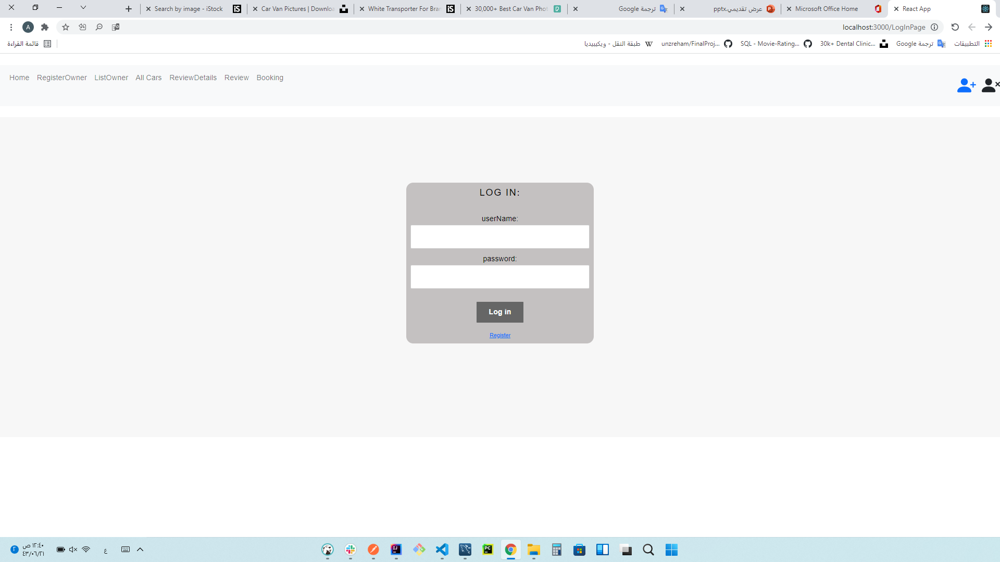 React App
Microsoft Office Home
عرض تقديمي.pptx
ترجمة Google
30,000+ Best Car Van Phot
White Transporter For Bran
Car Van Pictures | Downloa
Search by image - iStock
localhost:3000/LogInPage
A
التطبيقات
ترجمة Google
30k+ Dental Clinic...
SQL - Movie-Rating...
unzreham/FinalProj...
طبقة النقل - ويكيبيديا
قائمة القراءة
Home RegisterOwner ListOwner All Cars ReviewDetails Review Booking
LOG IN:
userName:
password:
Log in
Register
١٢:٤٠ ص
٤٣/٠٦/٢١
٢
ع